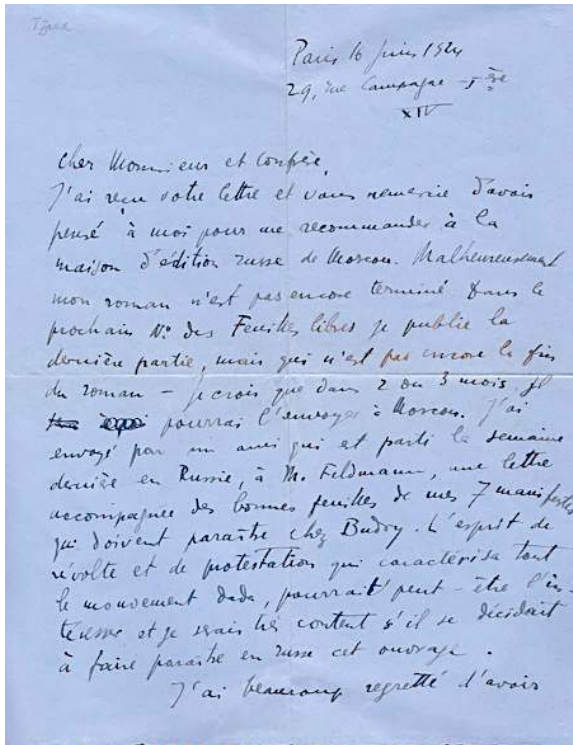 Tzara
Paris 16 juin 1924
29, rue Campagne - 1ère
XIV
Cher Monsieur et Confrère,
J'ai reçu votre lettre et vous remercie d'avoir
pensé à moi pour me recommander à la
maison d'édition russe de Moscou. Malheureusement
mon roman n'est pas encore terminé. Dans le
prochain No. des Feuilles libres je publie la
dernière partie, mais qui n'est pas encore la fin
du roman — je crois que dans 2 ou 3 mois je
pourrai l'envoyer à Moscou. J'ai
envoyé par un ami qui est parti la semaine
dernière en Russie, à M. Feldmann, une lettre
accompagnée des bonnes feuilles de mes 7 manifestes
qui doivent paraître chez Budry. L'esprit de
révolte et de protestation qui caractérisa tout
le mouvement dada, pourrait peut-être l'in-
téresser et je serais très content s'il se décidait
à faire paraître en russe cet ouvrage.
J'ai beaucoup regretté d'avoir